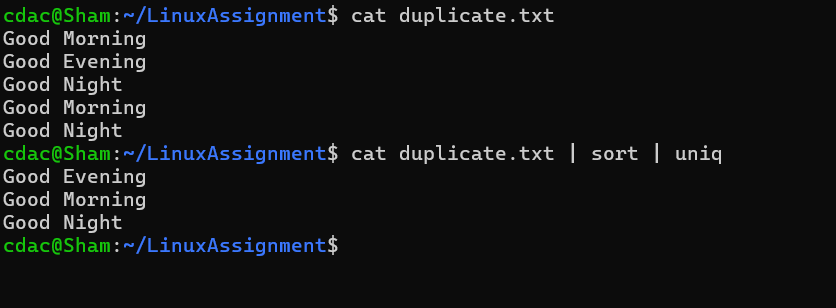 cdac@Sham:~/LinuxAssignment$ cat duplicate.txt
Good Morning
Good Evening
Good Night
Good Morning
Good Night
cdac@Sham:~/LinuxAssignment$ cat duplicate.txt | sort | uniq
Good Evening
Good Morning
Good Night
cdac@Sham:~/LinuxAssignment$